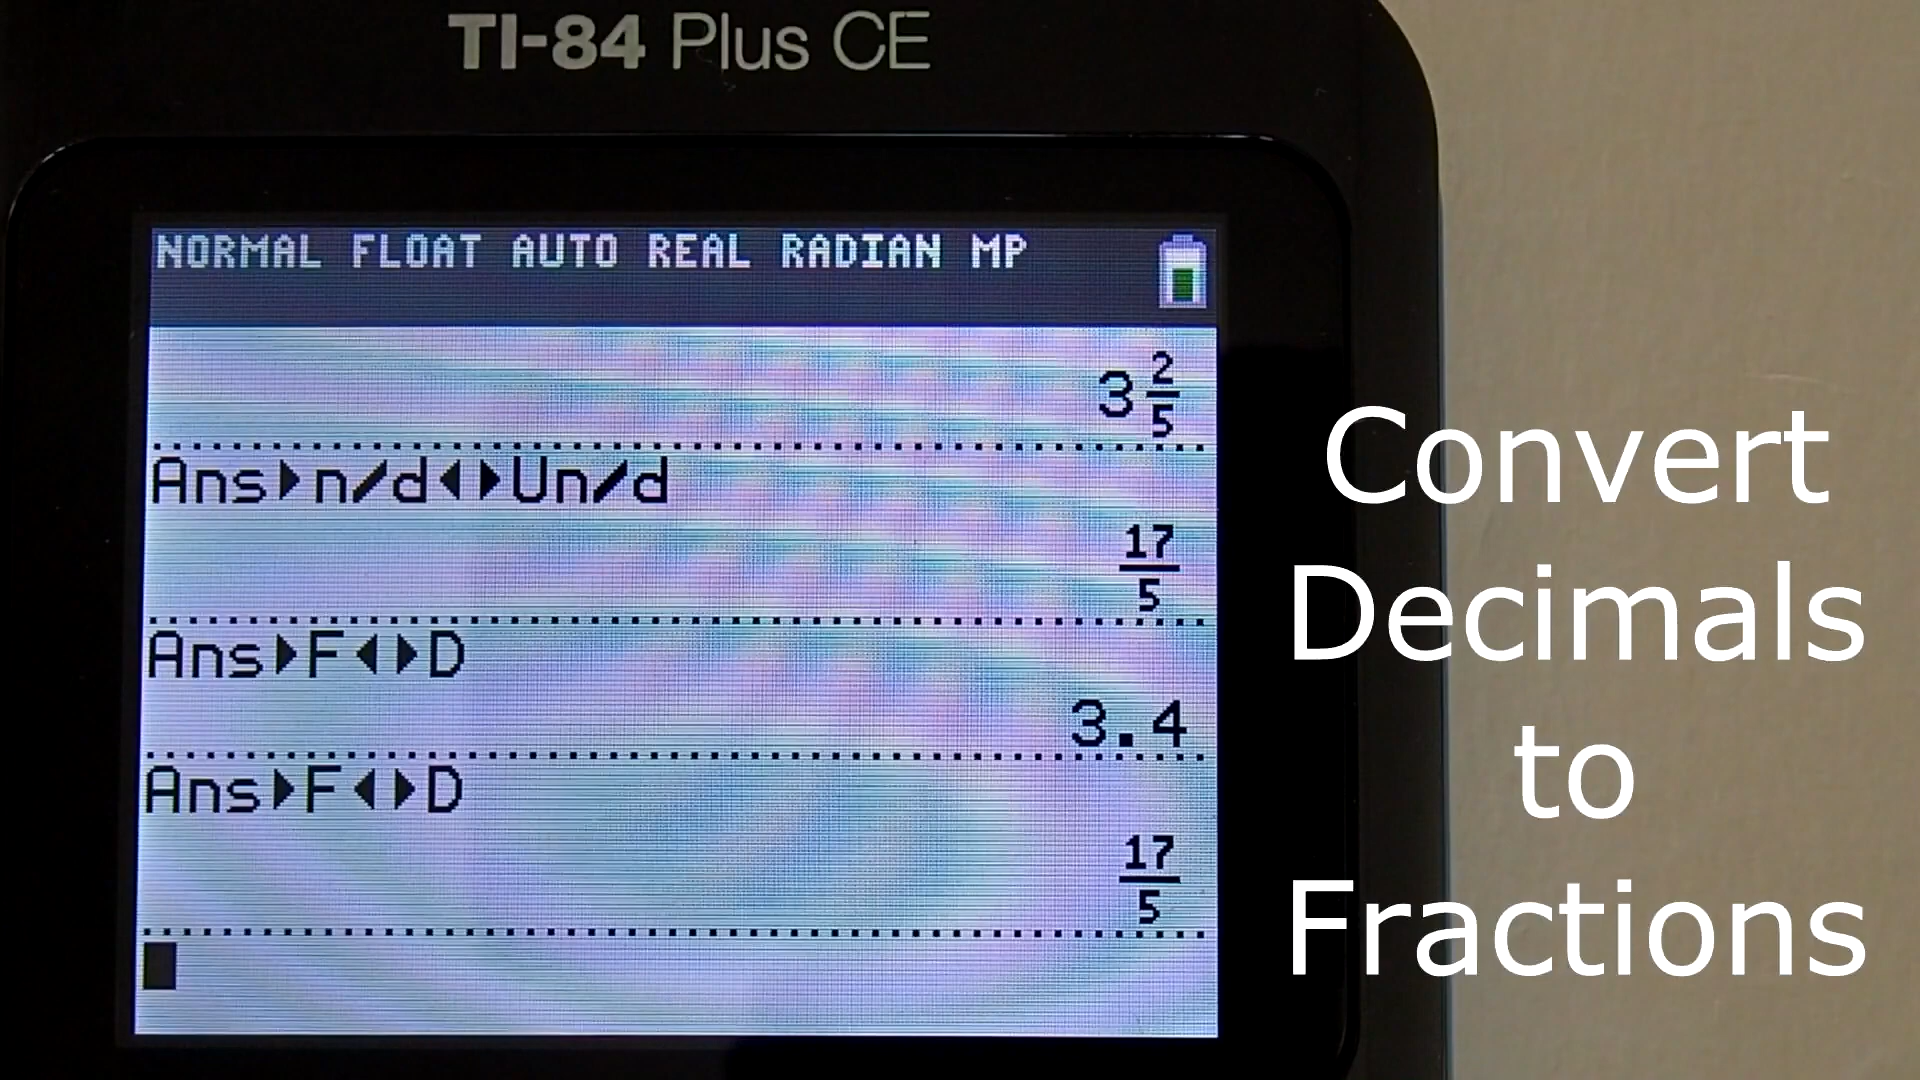 TI-84 Plus CE
NORMAL FLOAT AUTO REAL RADIAN MP
3 2/5
Ans▶n/d◀▶Un/d
17/5
Ans▶F◀▶D
3.4
Ans▶F◀▶D
17/5
Convert
Decimals
to
Fractions